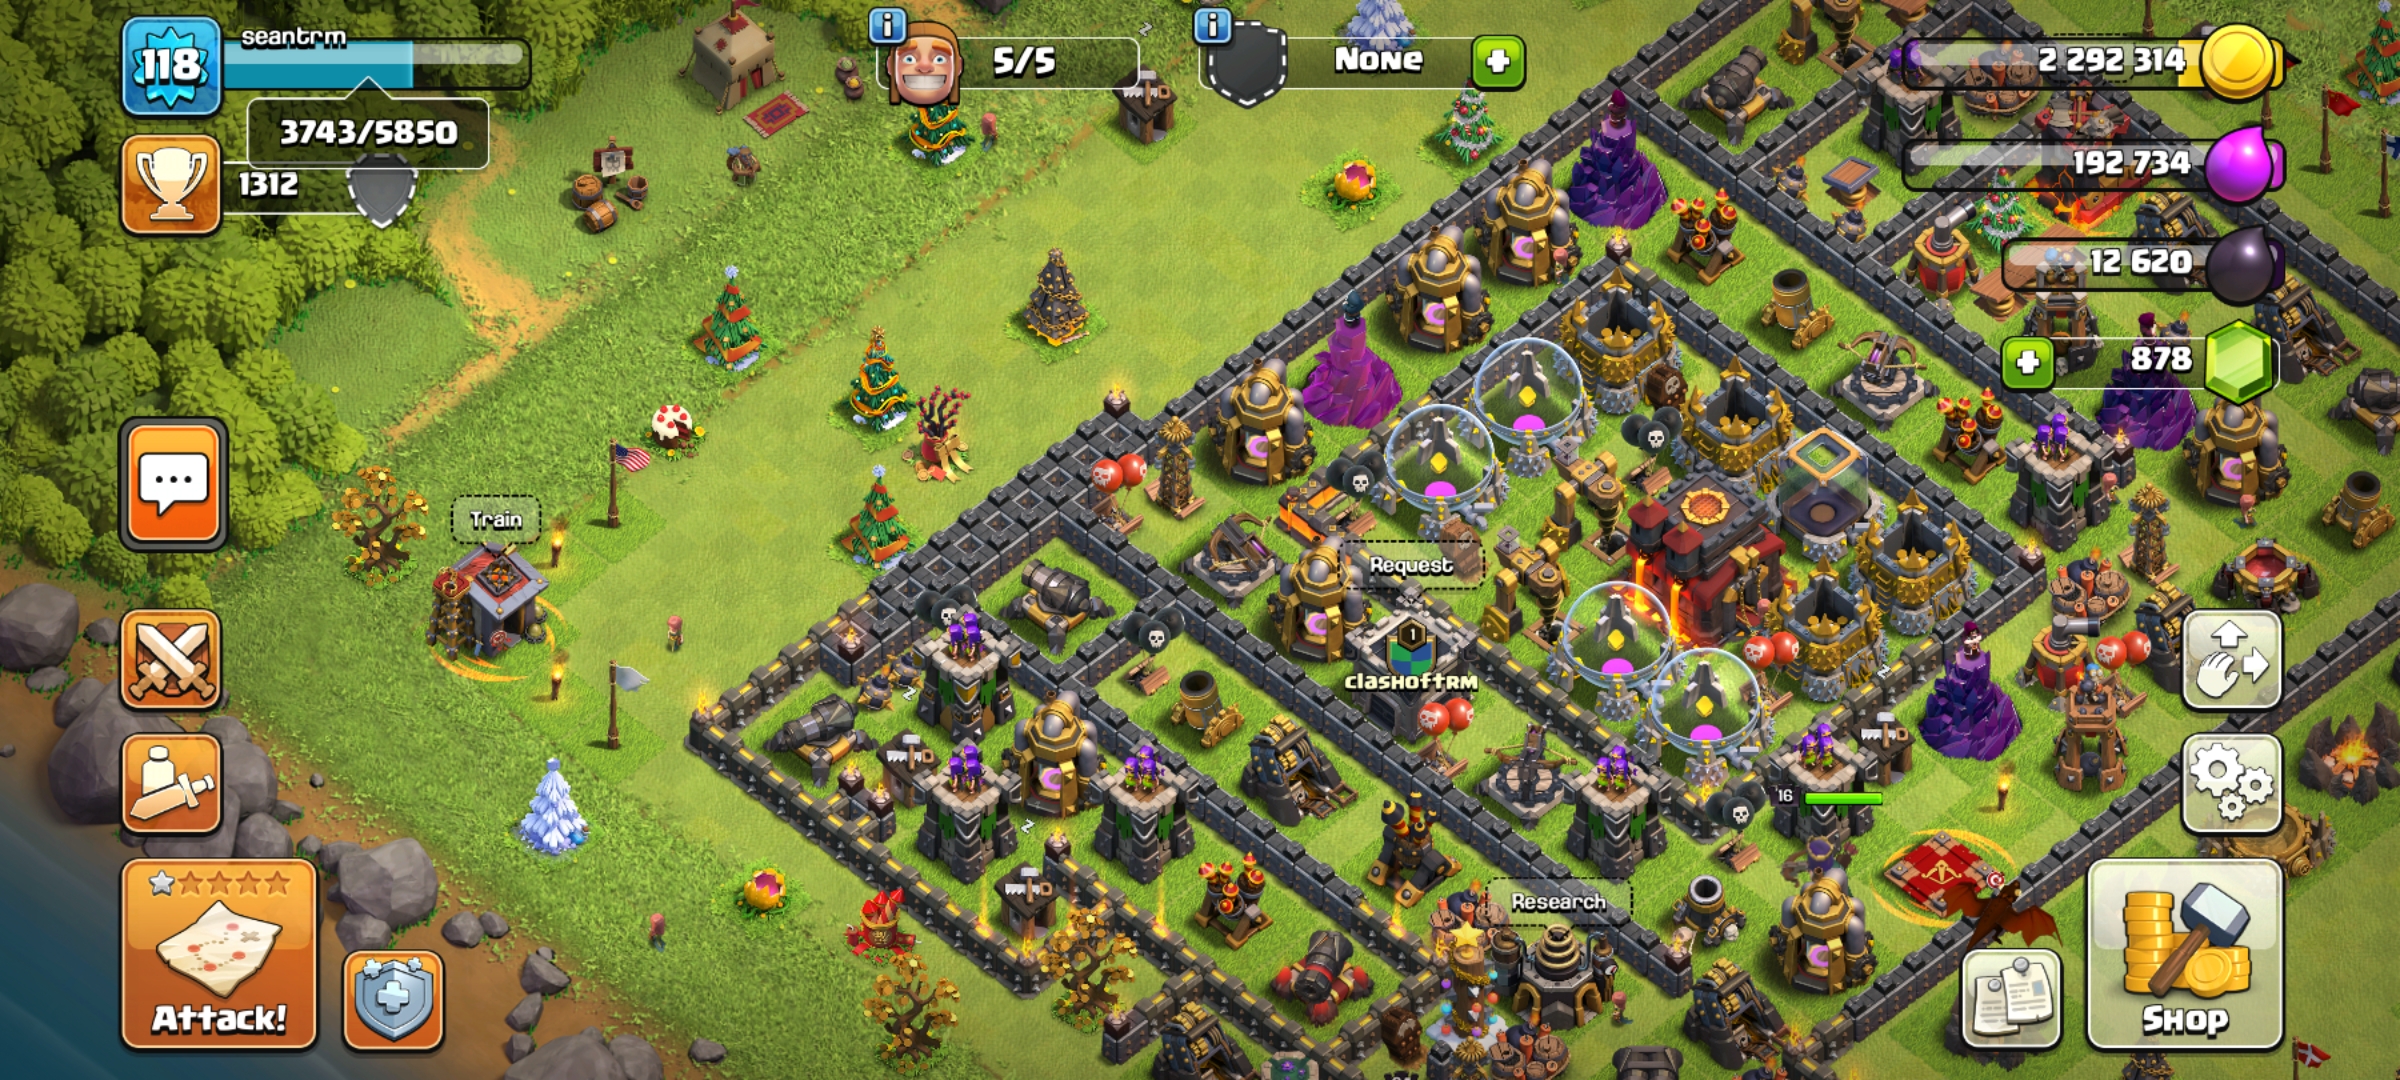 118
seantrm
3743/5850
1312
5/5
None
2 292 314
192 734
12 620
878
Train
Request
1
clashoftrm
16
Research
Attack!
Shop